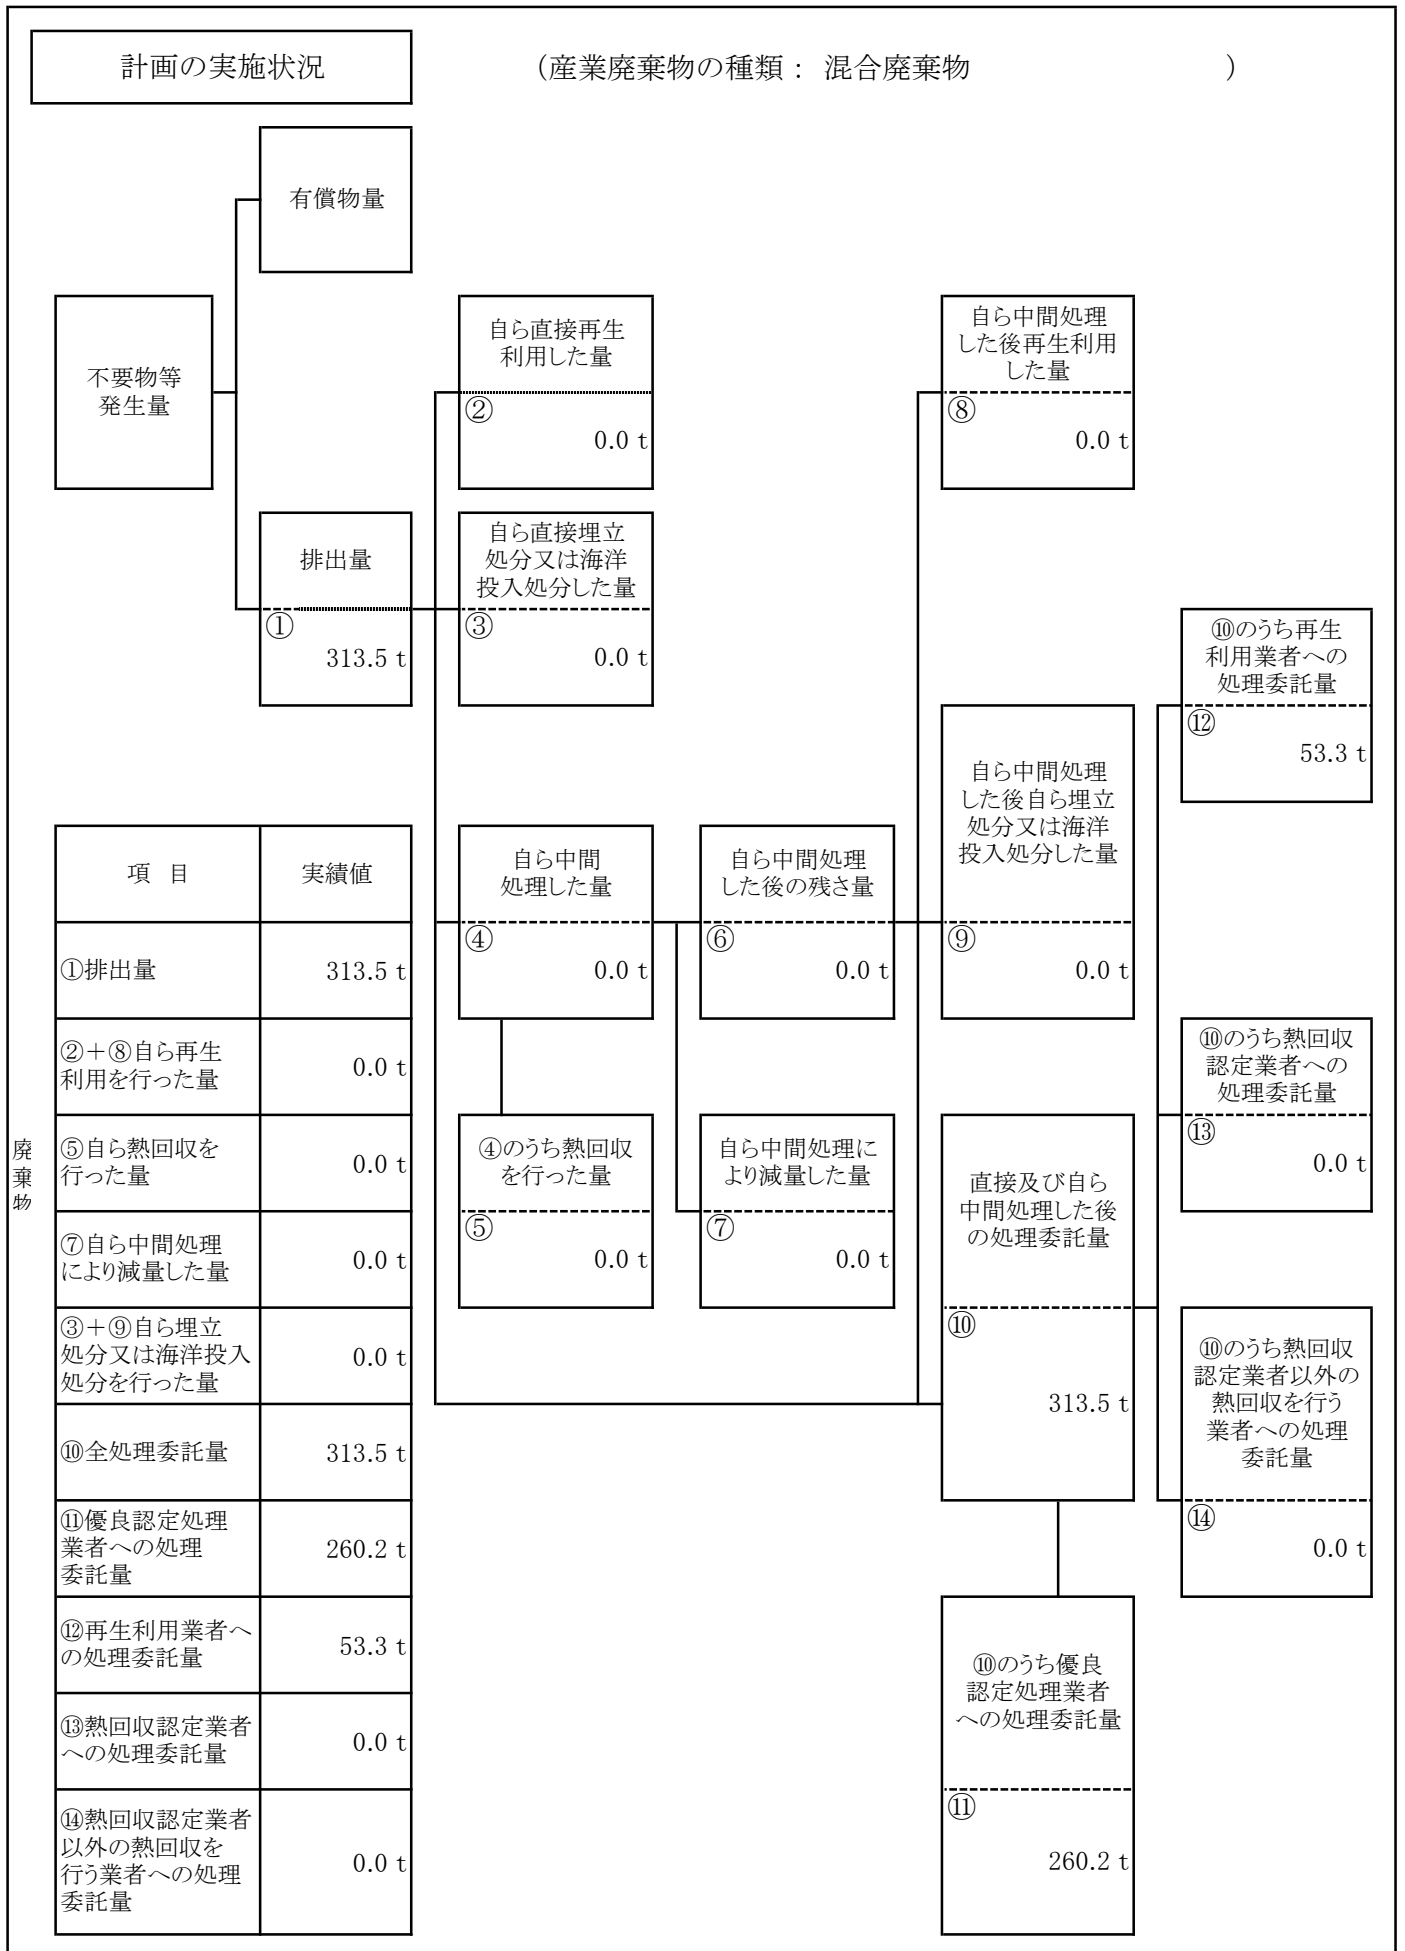 計画の実施状況
（産業廃棄物の種類： 混合廃棄物 ）
有償物量
不要物等
発生量
自ら直接再生
利用した量
②
0.0 t
自ら中間処理
した後再生利用
した量
⑧
0.0 t
排出量
①
313.5 t
自ら直接埋立
処分又は海洋
投入処分した量
③
0.0 t
⑩のうち再生
利用業者への
処理委託量
⑫
53.3 t
自ら中間処理
した後自ら埋立
処分又は海洋
投入処分した量
⑨
0.0 t
自ら中間
処理した量
④
0.0 t
自ら中間処理
した後の残さ量
⑥
0.0 t
⑩のうち熱回収
認定業者への
処理委託量
⑬
0.0 t
④のうち熱回収
を行った量
⑤
0.0 t
自ら中間処理に
より減量した量
⑦
0.0 t
直接及び自ら
中間処理した後
の処理委託量
⑩
313.5 t
⑩のうち熱回収
認定業者以外の
熱回収を行う
業者への処理
委託量
⑭
0.0 t
⑩のうち優良
認定処理業者
への処理委託量
⑪
260.2 t
項 目 実績値
①排出量 313.5 t
②＋⑧自ら再生
利用を行った量
0.0 t
⑤自ら熱回収を
行った量
0.0 t
⑦自ら中間処理
により減量した量
0.0 t
③＋⑨自ら埋立
処分又は海洋投入
処分を行った量
0.0 t
⑩全処理委託量 313.5 t
⑪優良認定処理
業者への処理
委託量
260.2 t
⑫再生利用業者へ
の処理委託量
53.3 t
⑬熱回収認定業者
への処理委託量
0.0 t
⑭熱回収認定業者
以外の熱回収を
行う業者への処理
委託量
0.0 t
廃
棄
物